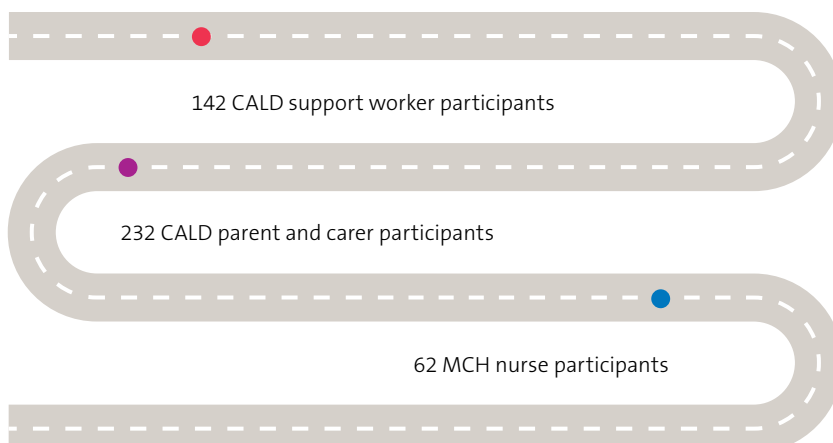 142 CALD support worker participants
232 CALD parent and carer participants
62 MCH nurse participants